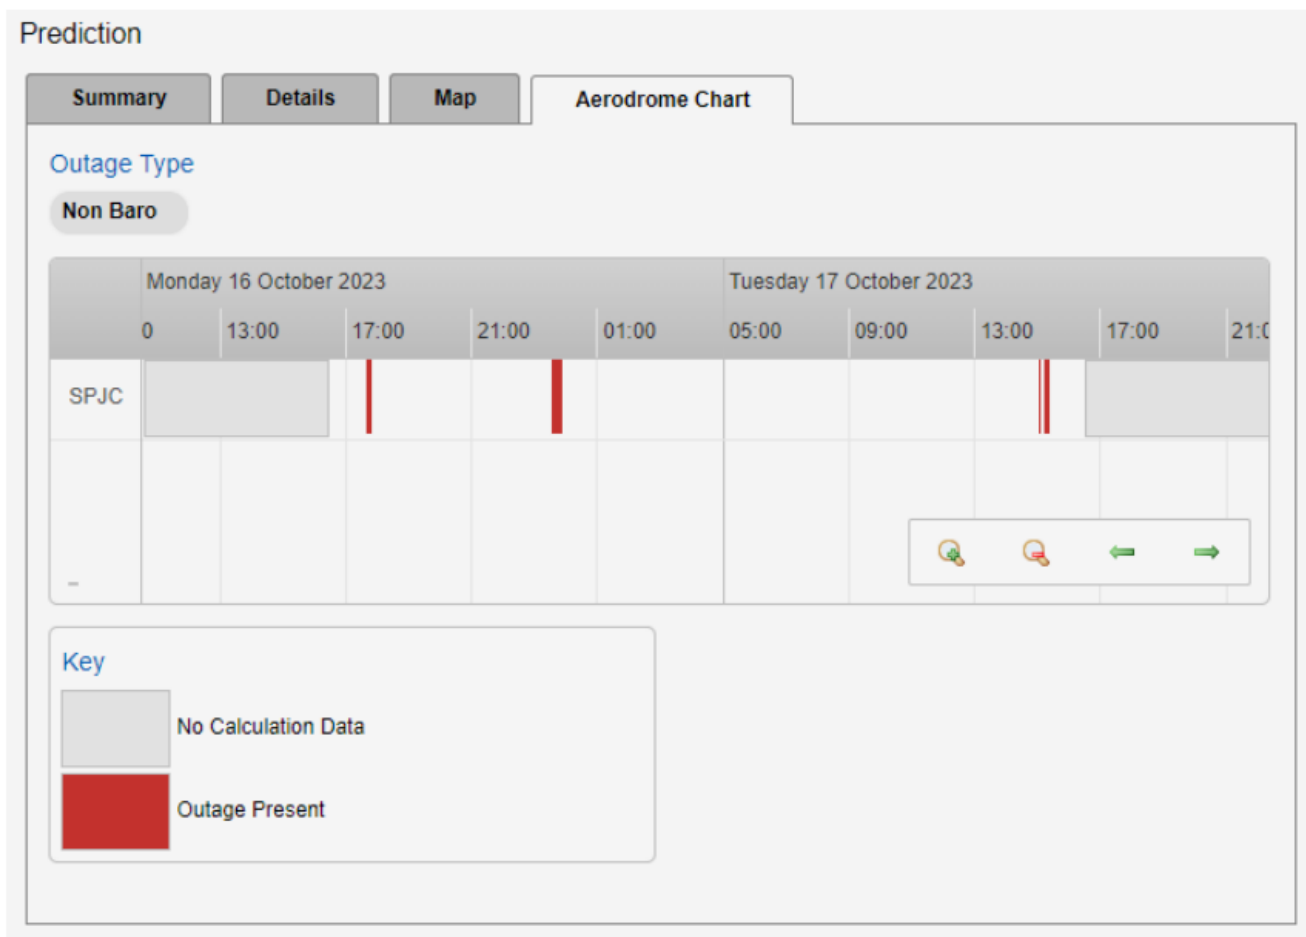 Prediction
Summary Details Map Aerodrome Chart
Outage Type
Non Baro
Monday 16 October 2023 Tuesday 17 October 2023
0 13:00 17:00 21:00 01:00 05:00 09:00 13:00 17:00 21:0
SPJC
-
Key
No Calculation Data
Outage Present